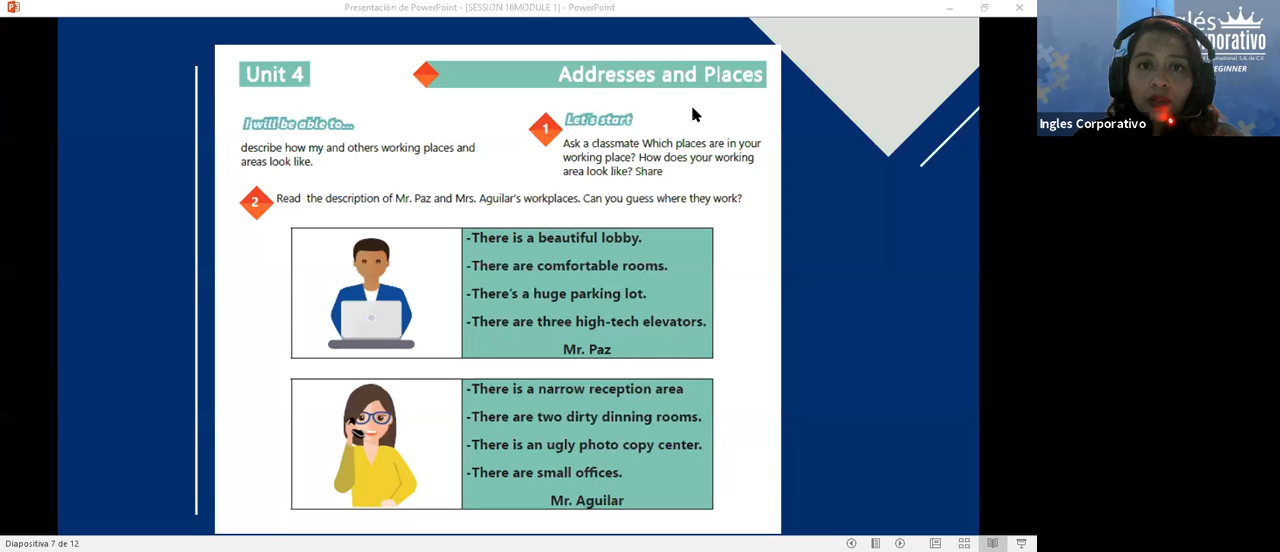 Presentación de PowerPoint - [SESSION 16MODULE 1] - PowerPoint
Unit 4
Addresses and Places
I will be able to...
describe how my and others working places and
areas look like.
1
Let's start
Ask a classmate Which places are in your
working place? How does your working
area look like? Share
2
Read the description of Mr. Paz and Mrs. Aguilar's workplaces. Can you guess where they work?
-There is a beautiful lobby.
-There are comfortable rooms.
-There's a huge parking lot.
-There are three high-tech elevators.
Mr. Paz
-There is a narrow reception area
-There are two dirty dinning rooms.
-There is an ugly photo copy center.
-There are small offices.
Mr. Aguilar
Inglés
rporativo
EGINNER
Ingles Corporativo
Diapositiva 7 de 12